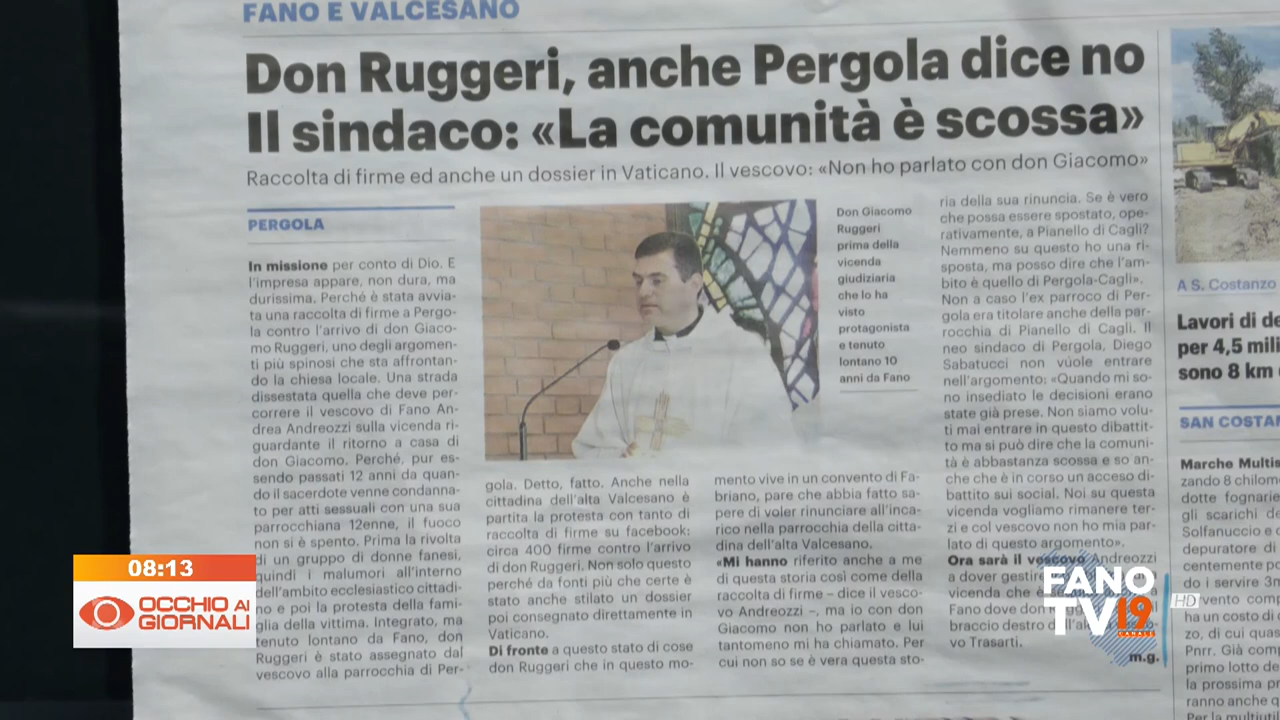 FANO E VALCESANO
Don Ruggeri, anche Pergola dice no
Il sindaco: «La comunità è scossa»
Raccolta di firme ed anche un dossier in Vaticano. Il vescovo: «Non ho parlato con don Giacomo»
PERGOLA
In missione per conto di Dio. E
l'impresa appare, non dura, ma
durissima. Perché è stata avvia-
ta una raccolta di firme a Pergo-
la contro l'arrivo di don Giaco-
mo Ruggeri, uno degli argomen-
ti più spinosi che sta affrontan-
do la chiesa locale. Una strada
dissestata quella che deve per-
correre il vescovo di Fano An-
drea Andreozzi sulla vicenda ri-
guardante il ritorno a casa di
don Giacomo. Perché, pur es-
sendo passati 12 anni da quan-
do il sacerdote venne condanna-
to per atti sessuali con una sua
parrocchiana 12enne, il fuoco
non si è spento. Prima la rivolta
di un gruppo di donne fanesi,
quindi i malumori all'interno
dell'ambito ecclesiastico cittadi-
no e poi la protesta della fami-
glia della vittima. Integrato, ma
tenuto lontano da Fano, don
Ruggeri è stato assegnato dal
vescovo alla parrocchia di Per-
gola. Detto, fatto. Anche nella
cittadina dell'alta Valcesano è
partita la protesta con tanto di
raccolta di firme su facebook:
circa 400 firme contro l'arrivo
di don Ruggeri. Non solo questo
perché da fonti più che certe è
stato anche stilato un dossier
poi consegnato direttamente in
Vaticano.
Di fronte a questo stato di cose
don Ruggeri che in questo mo-
mento vive in un convento di Fa-
briano, pare che abbia fatto sa-
pere di voler rinunciare all'inca-
rico nella parrocchia della citta-
dina dell'alta Valcesano.
«Mi hanno riferito anche a me
di questa storia così come della
raccolta di firme – dice il vesco-
vo Andreozzi –, ma io con don
Giacomo non ho parlato e lui
tantomeno mi ha chiamato. Per
cui non so se è vera questa sto-
Don Giacomo
Ruggeri
prima della
vicenda
giudiziaria
che lo ha
visto
protagonista
e tenuto
lontano 10
anni da Fano
ria della sua rinuncia. Se è vero
che possa essere spostato, ope-
rativamente, a Pianello di Cagli?
Nemmeno su questo ho una ri-
sposta, ma posso dire che l'am-
bito è quello di Pergola-Cagli».
Non a caso l'ex parroco di Per-
gola era titolare anche della par-
rocchia di Pianello di Cagli. Il
neo sindaco di Pergola, Diego
Sabatucci non vuole entrare
nell'argomento: «Quando mi so-
no insediato le decisioni erano
state già prese. Non siamo volu-
ti mai entrare in questo dibatti-
to ma si può dire che la comuni-
tà è abbastanza scossa e so an-
che che è in corso un acceso di-
battito sui social. Noi su questa
vicenda vogliamo rimanere ter-
zi e col vescovo non ho mai par-
lato di questo argomento».
Ora sarà il vescovo Andreozzi
a dover gestire
vicenda che
Fano dove don
braccio destro
vo Trasarti.
m.g.
A S. Costanzo
Lavori di de
per 4,5 mili
sono 8 km
SAN COSTAN
Marche Multis
zando 8 chilome
dotte fognarie
gli scarichi de
Solfanuccio e
depuratore di
centemente po
do i servire 3m
vento comp
ha un costo di
zo, di cui quas
Pnrr. Già comp
primo lotto de
la prossima pr
ranno anche q
Per la multiutil
08:13
OCCHIO AI
GIORNALI
FANO
TV 19
CANALE
HD